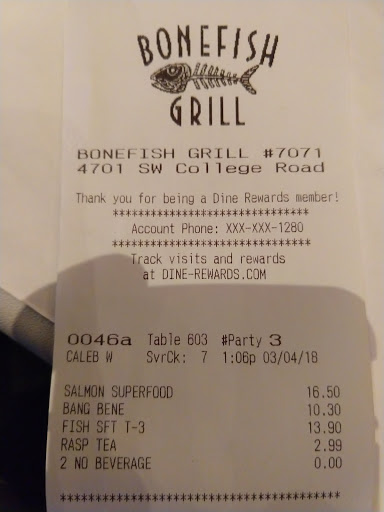 BONEFISH
GRILL
BONEFISH GRILL #7071
4701 SW College Road
Thank you for being a Dine Rewards member!
*******************************
Account Phone: XXX-XXX-1280
*******************************
Track visits and rewards
at DINE-REWARDS.COM
0046a Table 603 #Party 3
CALEB W SvrCk: 7 1:06p 03/04/18
SALMON SUPERFOOD 16.50
BANG BENE 10.30
FISH SFT T-3 13.90
RASP TEA 2.99
2 NO BEVERAGE 0.00
****************************************